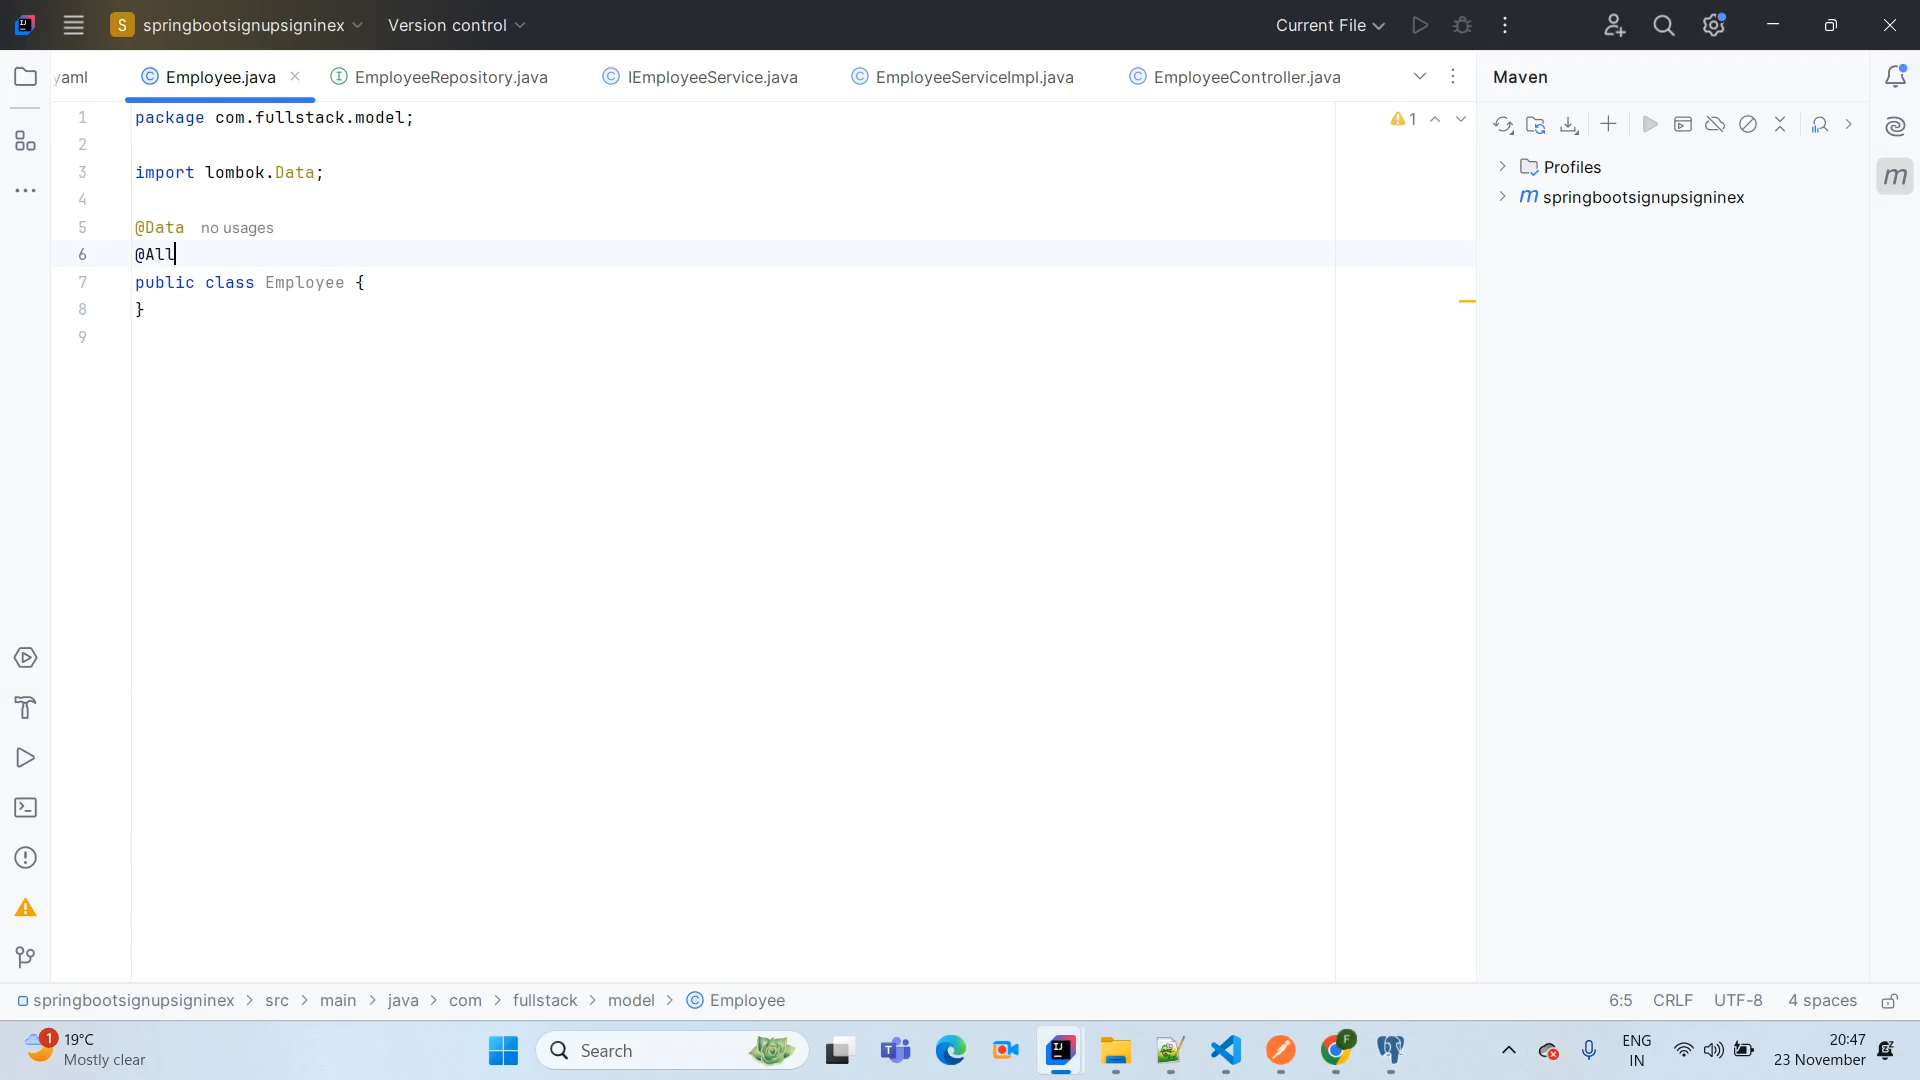 S springbootsignupsigninex Version control Current File
yaml Employee.java EmployeeRepository.java IEmployeeService.java EmployeeServiceImpl.java EmployeeController.java Maven
1 package com.fullstack.model; 1
2
3 import lombok.Data;
4
5 @Data no usages
6 @All
7 public class Employee {
8 }
9
Profiles
m springbootsignupsigninex
m
springbootsignupsigninex > src > main > java > com > fullstack > model > Employee 6:5 CRLF UTF-8 4 spaces
1 19°C
Mostly clear
Search
ENG
IN
20:47
23 November